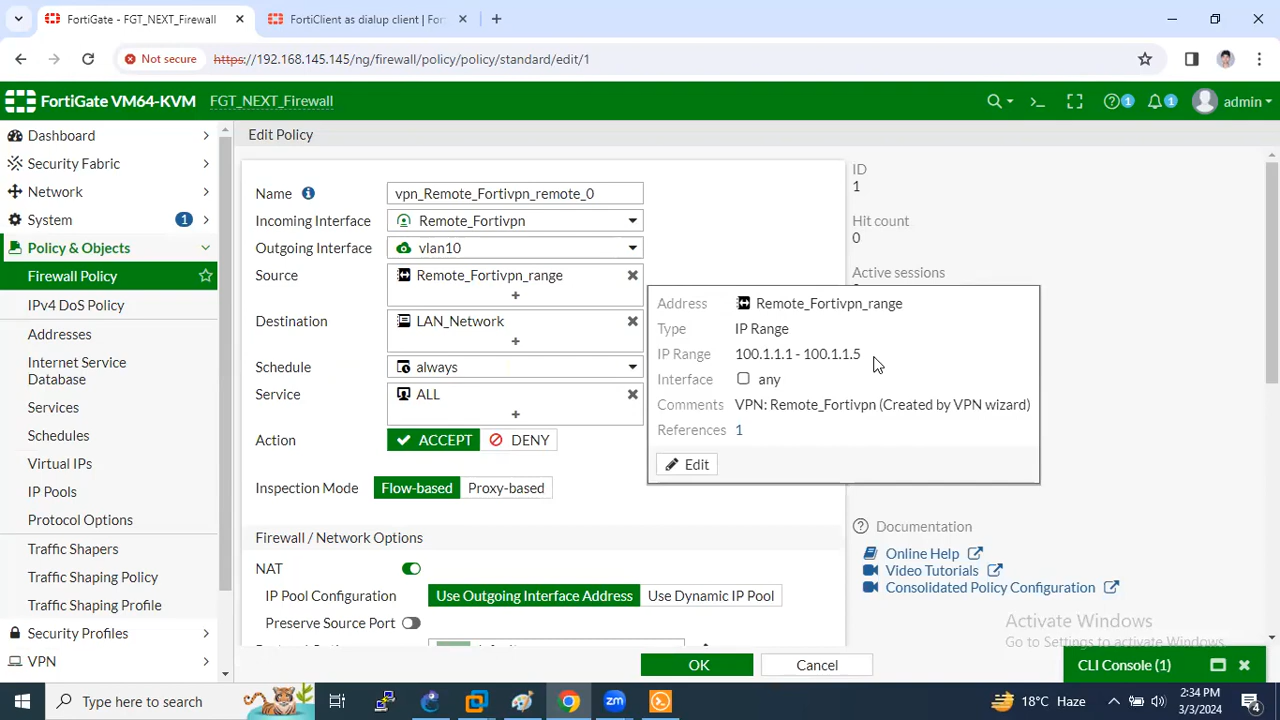 FortiGate - FGT_NEXT_Firewall
FortiClient as dialup client | For
Not secure
https://192.168.145.145/ng/firewall/policy/policy/standard/edit/1
FortiGate VM64-KVM
FGT_NEXT_Firewall
1
1
admin
Dashboard
Security Fabric
Network
System
1
Policy & Objects
Firewall Policy
IPv4 DoS Policy
Addresses
Internet Service
Database
Services
Schedules
Virtual IPs
IP Pools
Protocol Options
Traffic Shapers
Traffic Shaping Policy
Traffic Shaping Profile
Security Profiles
VPN
Edit Policy
Name
vpn_Remote_Fortivpn_remote_0
Incoming Interface
Remote_Fortivpn
Outgoing Interface
vlan10
Source
Remote_Fortivpn_range
Destination
LAN_Network
Schedule
always
Service
ALL
Action
ACCEPT
DENY
Inspection Mode
Flow-based
Proxy-based
Firewall / Network Options
NAT
IP Pool Configuration
Use Outgoing Interface Address
Use Dynamic IP Pool
Preserve Source Port
OK
Cancel
ID
1
Hit count
0
Active sessions
Address
Remote_Fortivpn_range
Type
IP Range
IP Range
100.1.1.1 - 100.1.1.5
Interface
any
Comments
VPN: Remote_Fortivpn (Created by VPN wizard)
References
1
Edit
Documentation
Online Help
Video Tutorials
Consolidated Policy Configuration
Activate Windows
Go to Settings to activate Windows.
CLI Console (1)
Type here to search
zm
18°C Haze
2:34 PM
3/3/2024
4